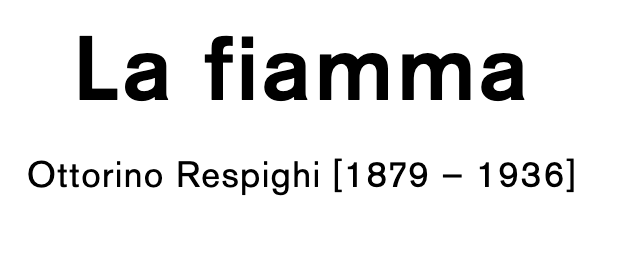 La fiamma
Ottorino Respighi [1879 – 1936]